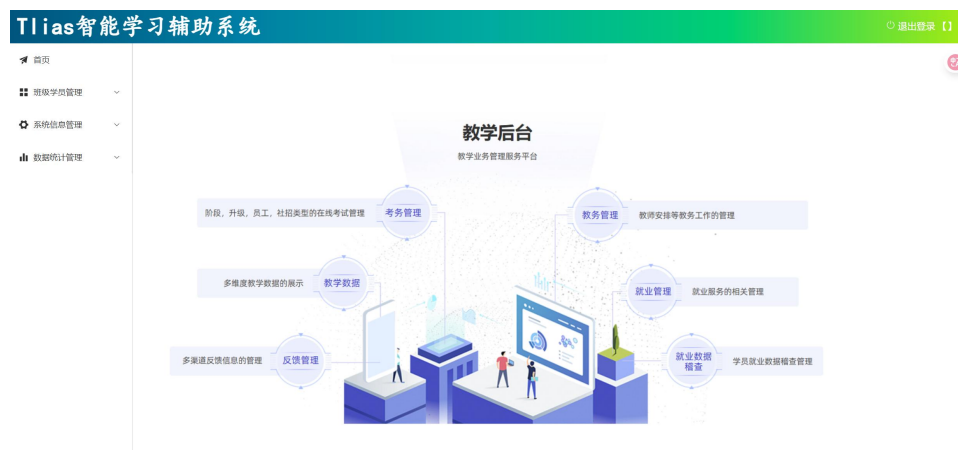 Tlias智能学习辅助系统
退出登录 【】
首页
班级学员管理
系统信息管理
数据统计管理
教学后台
教学业务管理服务平台
阶段，升级，员工，社招类型的在线考试管理
考务管理
教务管理
教师安排等教务工作的管理
多维度教学数据的展示
教学数据
就业管理
就业服务的相关管理
多渠道反馈信息的管理
反馈管理
就业数据
稽查
学员就业数据稽查管理